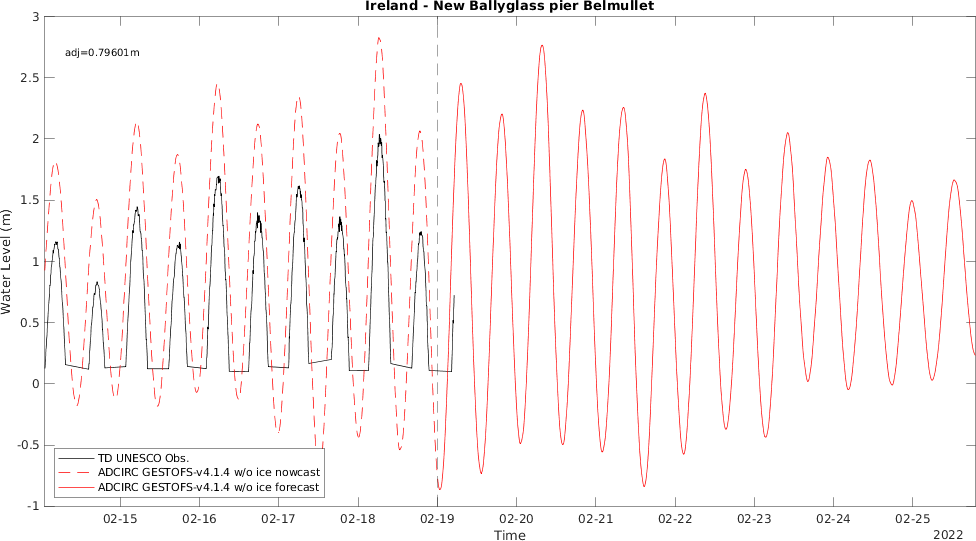 Ireland - New Ballyglass pier Belmullet
adj=0.79601m
3
2.5
2
1.5
1
0.5
0
-0.5
-1
Water Level (m)
TD UNESCO Obs.
ADCIRC GESTOFS-v4.1.4 w/o ice nowcast
ADCIRC GESTOFS-v4.1.4 w/o ice forecast
02-15 02-16 02-17 02-18 02-19 02-20 02-21 02-22 02-23 02-24 02-25
Time
2022